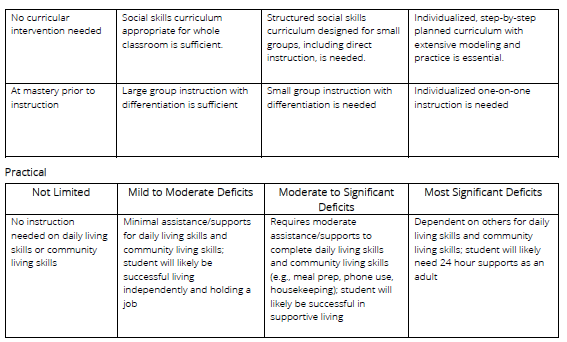 No curricular
intervention needed
Social skills curriculum
appropriate for whole
classroom is sufficient.
Structured social skills
curriculum designed for small
groups, including direct
instruction, is needed.
Individualized, step-by-step
planned curriculum with
extensive modeling and
practice is essential.
At mastery prior to
instruction
Large group instruction with
differentiation is sufficient
Small group instruction with
differentiation is needed
Individualized one-on-one
instruction is needed
Practical
Not Limited
Mild to Moderate Deficits
Moderate to Significant
Deficits
Most Significant Deficits
No instruction
needed on daily living
skills or community
living skills
Minimal assistance/supports
for daily living skills and
community living skills;
student will likely be
successful living
independently and holding a
job
Requires moderate
assistance/supports to
complete daily living skills
and community living skills
(e.g., meal prep, phone use,
housekeeping); student will
likely be successful in
supportive living
Dependent on others for daily
living skills and community
living skills; student will likely
need 24 hour supports as an
adult